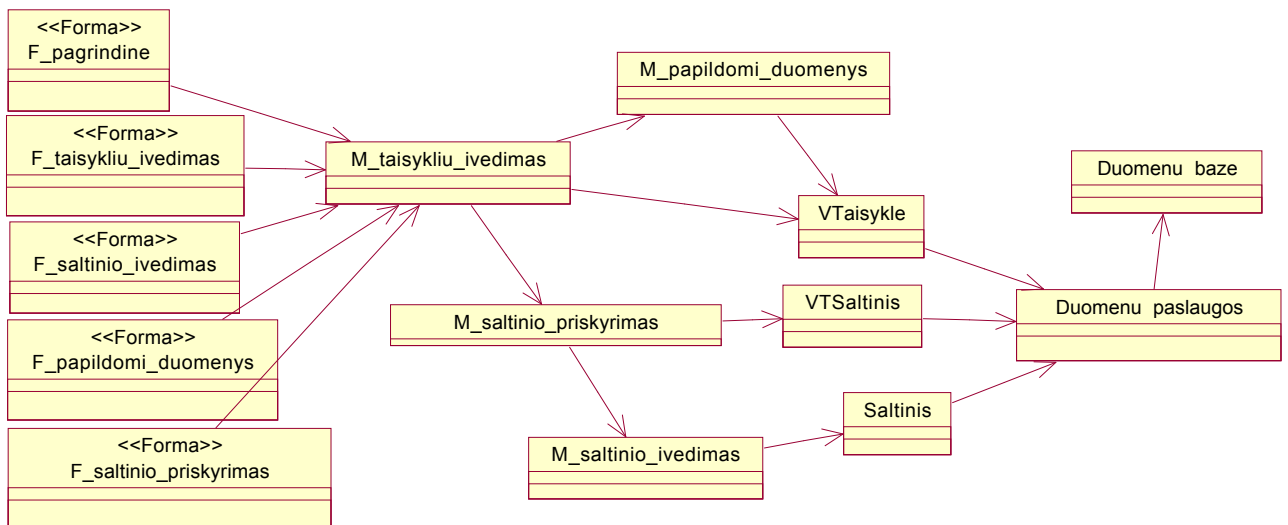 <<Forma>>
F_pagrindine
<<Forma>>
F_taisykliu_ivedimas
<<Forma>>
F_saltinio_ivedimas
<<Forma>>
F_papildomi_duomenys
<<Forma>>
F_saltinio_priskyrimas
M_taisykliu_ivedimas
M_papildomi_duomenys
M_saltinio_priskyrimas
M_saltinio_ivedimas
VTaisykle
VTSaltinis
Saltinis
Duomenu baze
Duomenu paslaugos